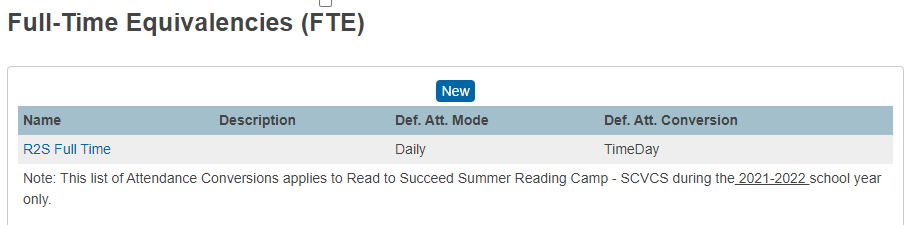 Full-Time Equivalencies (FTE)
New
Name Description Def. Att. Mode Def. Att. Conversion
R2S Full Time Daily TimeDay
Note: This list of Attendance Conversions applies to Read to Succeed Summer Reading Camp - SCVCS during the 2021-2022 school year
only.